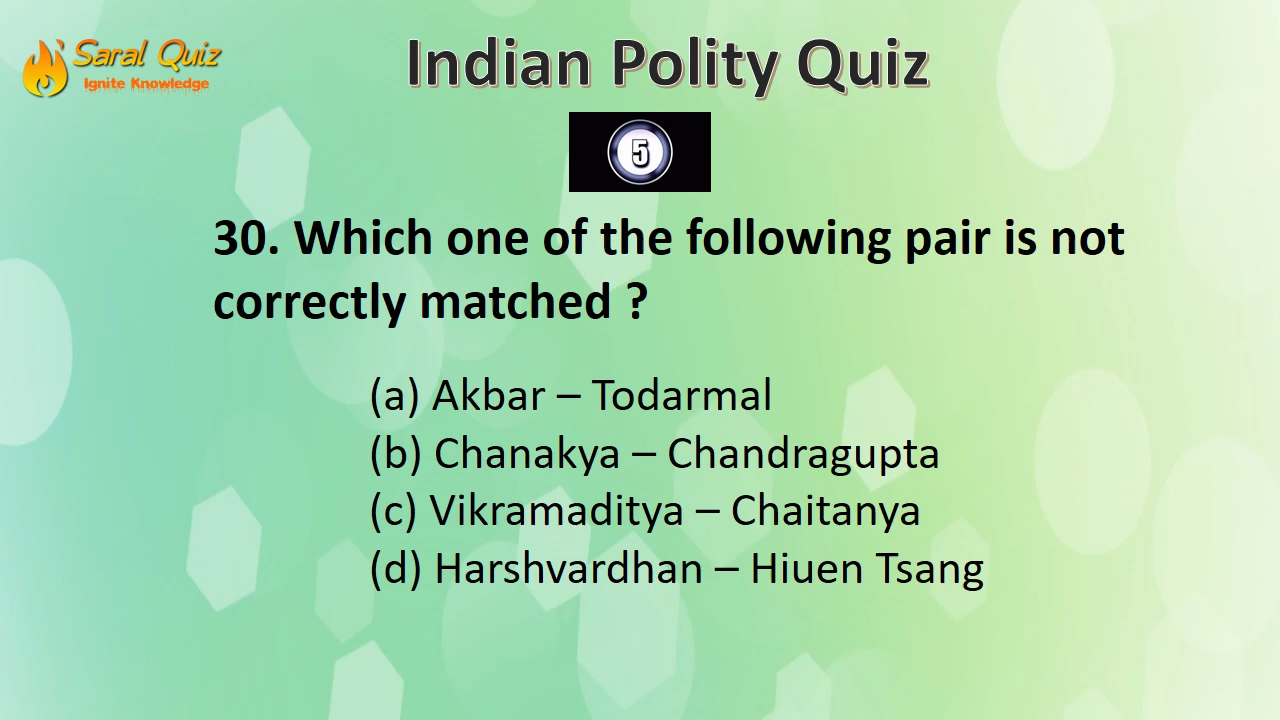 Saral Quiz
Ignite Knowledge
Indian Polity Quiz
5
30. Which one of the following pair is not
correctly matched ?
(a) Akbar – Todarmal
(b) Chanakya – Chandragupta
(c) Vikramaditya – Chaitanya
(d) Harshvardhan – Hiuen Tsang